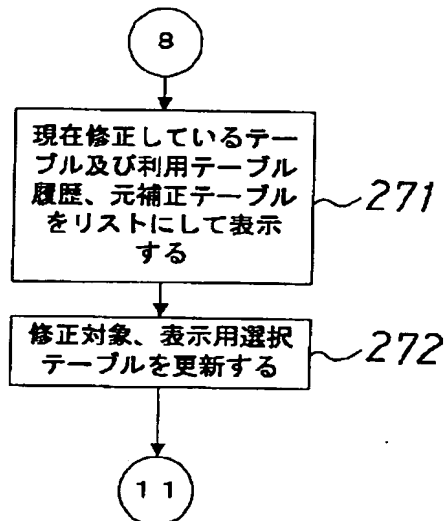 8
現在修正しているテー
ブル及び利用テーブル
履歴、元補正テーブル
をリストにして表示
する
271
修正対象、表示用選択
テーブルを更新する
272
11